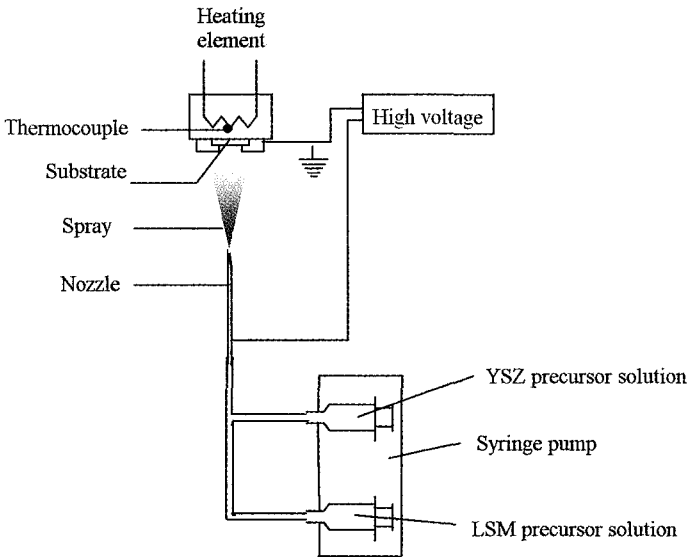 Heating
element
High voltage
Thermocouple
Substrate
Spray
Nozzle
YSZ precursor solution
Syringe pump
LSM precursor solution